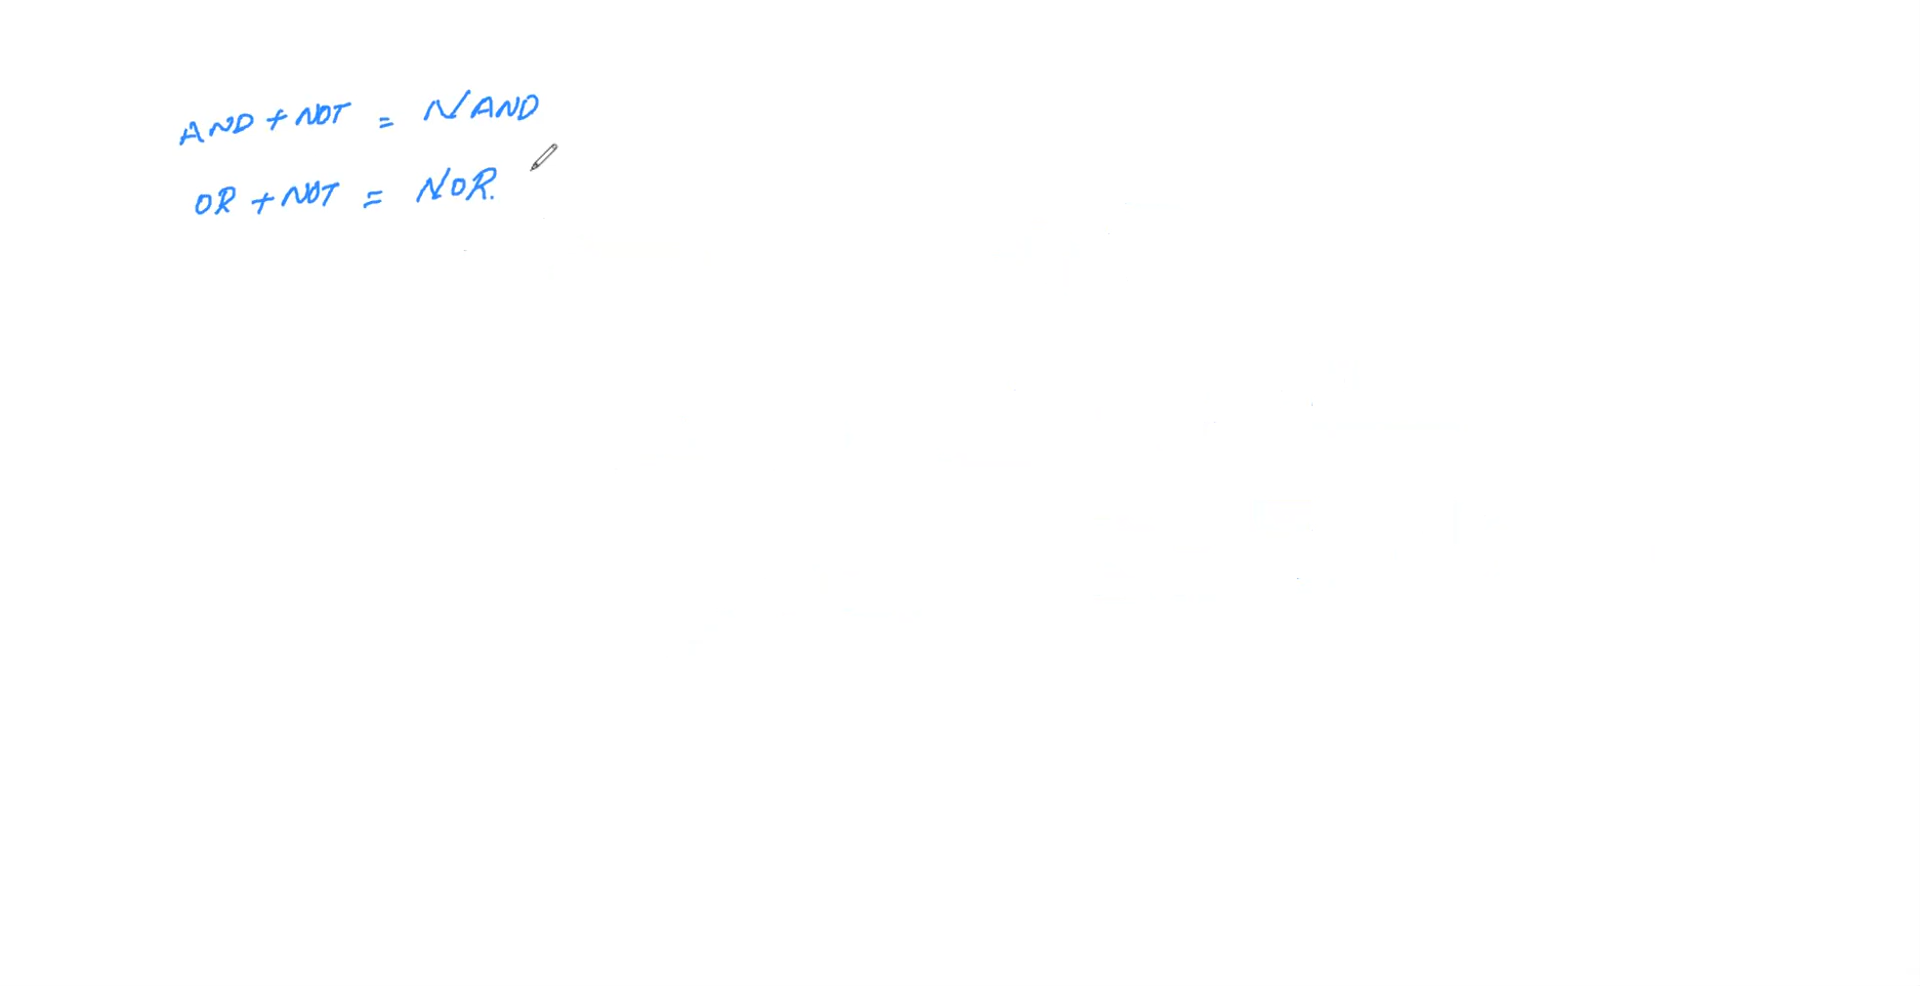 AND + NOT = NAND
OR + NOT = NOR.